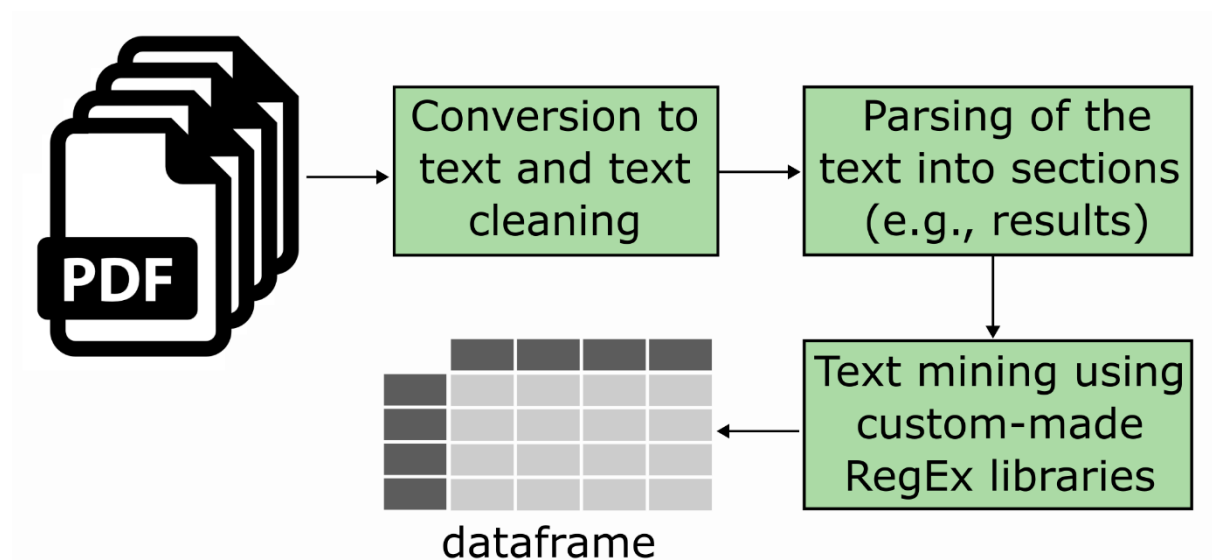 PDF
Conversion to
text and text
cleaning
Parsing of the
text into sections
(e.g., results)
Text mining using
custom-made
RegEx libraries
dataframe